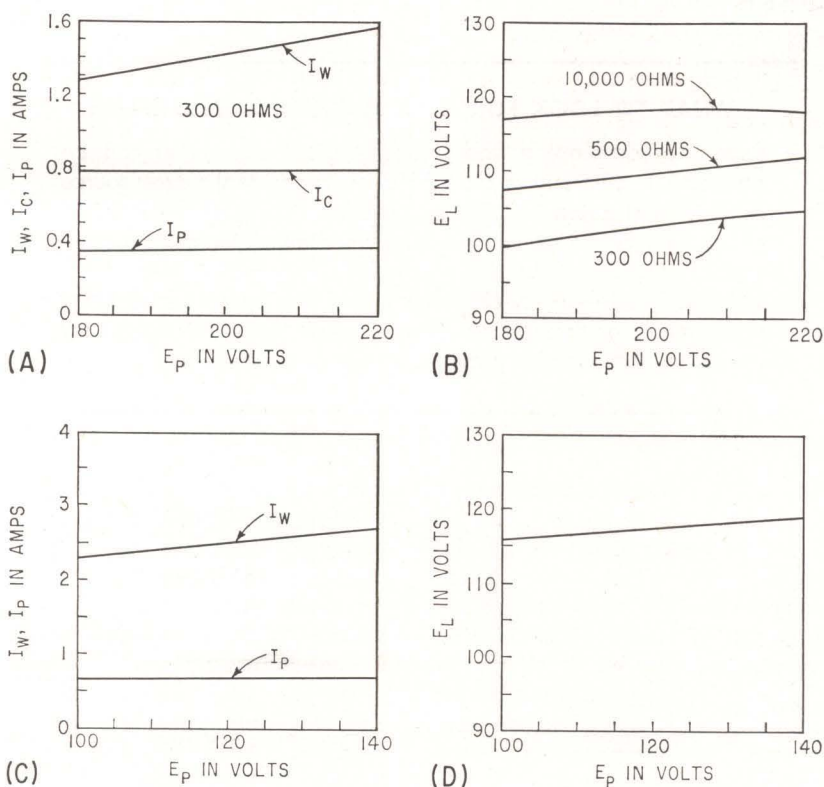 I_W, I_C, I_P IN AMPS
1.6
1.2
0.8
0.4
0
I_W
300 OHMS
I_C
I_P
180
200
220
E_P IN VOLTS
(A)
E_L IN VOLTS
130
120
110
100
90
10,000 OHMS
500 OHMS
300 OHMS
180
200
220
E_P IN VOLTS
(B)
I_W, I_P IN AMPS
4
3
2
1
0
I_W
I_P
100
120
140
E_P IN VOLTS
(C)
E_L IN VOLTS
130
120
110
100
90
100
120
140
E_P IN VOLTS
(D)